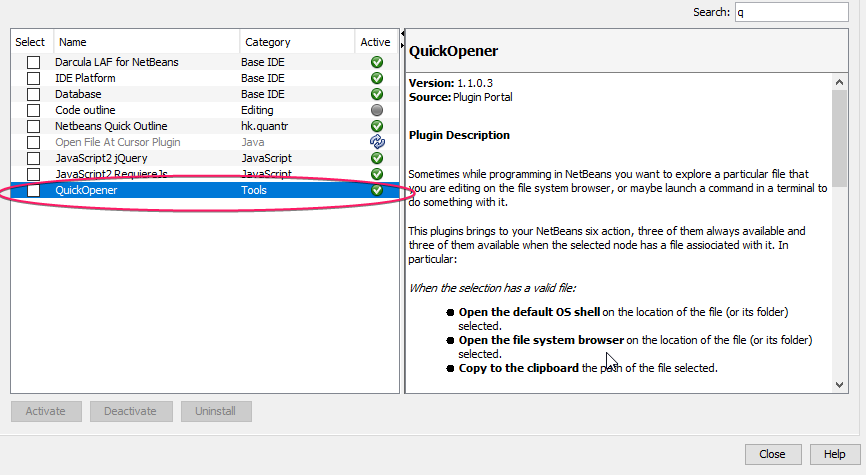 Search: q
Select Name Category Active
Darcula LAF for NetBeans Base IDE
IDE Platform Base IDE
Database Base IDE
Code outline Editing
Netbeans Quick Outline hk.quantr
Open File At Cursor Plugin Java
JavaScript2 jQuery JavaScript
JavaScript2 RequireJs JavaScript
QuickOpener Tools
QuickOpener
Version: 1.1.0.3
Source: Plugin Portal
Plugin Description
Sometimes while programming in NetBeans you want to explore a particular file that
you are editing on the file system browser, or maybe launch a command in a terminal to
do something with it.
This plugins brings to your NetBeans six action, three of them always available and
three of them available when the selected node has a file assiociated with it. In
particular:
When the selection has a valid file:
Open the default OS shell on the location of the file (or its folder)
selected.
Open the file system browser on the location of the file (or its folder)
selected.
Copy to the clipboard the path of the file selected.
Activate Deactivate Uninstall
Close Help